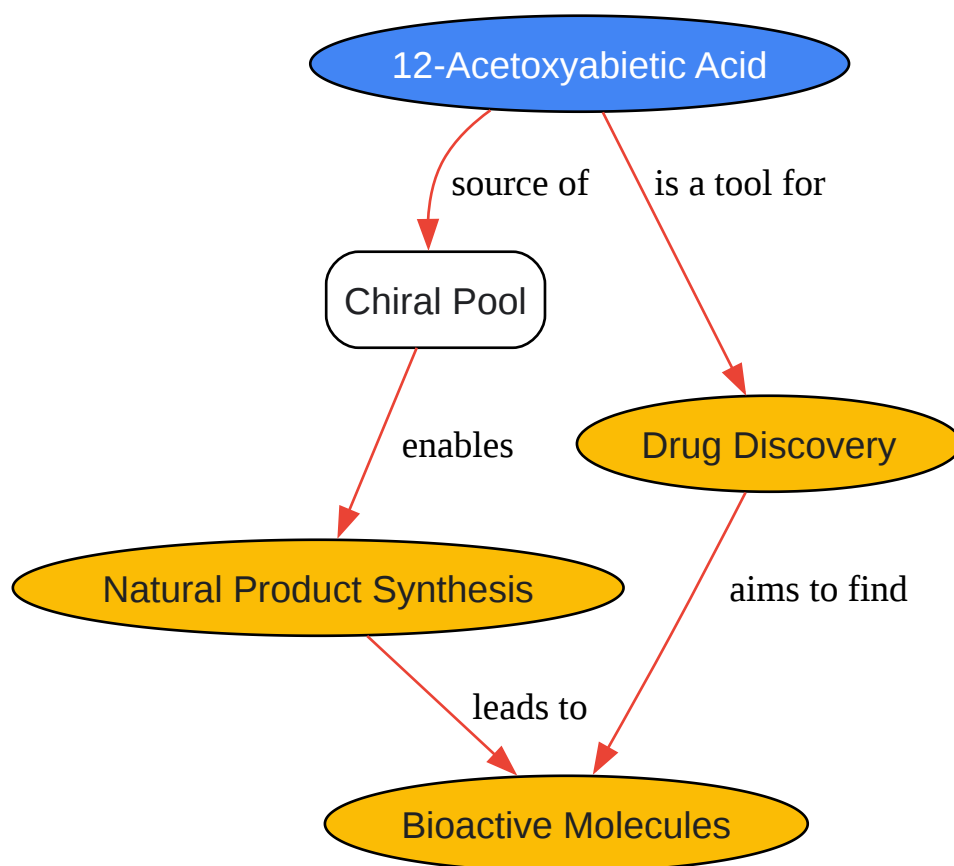 12-Acetoxyabietic Acid
source of
is a tool for
Chiral Pool
enables
Drug Discovery
Natural Product Synthesis
aims to find
leads to
Bioactive Molecules